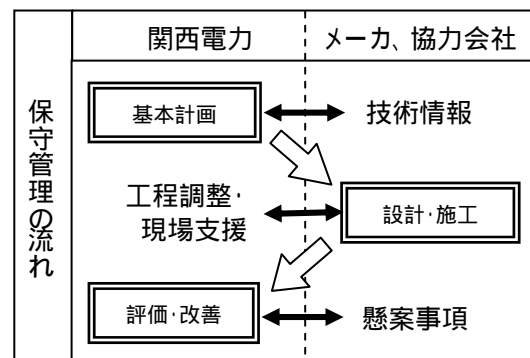 関西電力
メーカ、協力会社
保守管理の流れ
基本計画
技術情報
工程調整・
現場支援
設計・施工
評価・改善
懸案事項